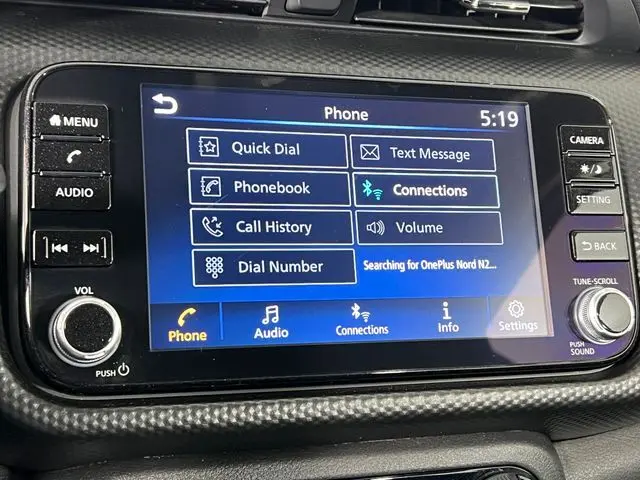 MENU
AUDIO
VOL
PUSH
Phone
5:19
Quick Dial
Text Message
Phonebook
Connections
Call History
Volume
Dial Number
Searching for OnePlus Nord N2...
Phone
Audio
Connections
Info
Settings
CAMERA
SETTING
BACK
TUNE-SCROLL
PUSH
SOUND